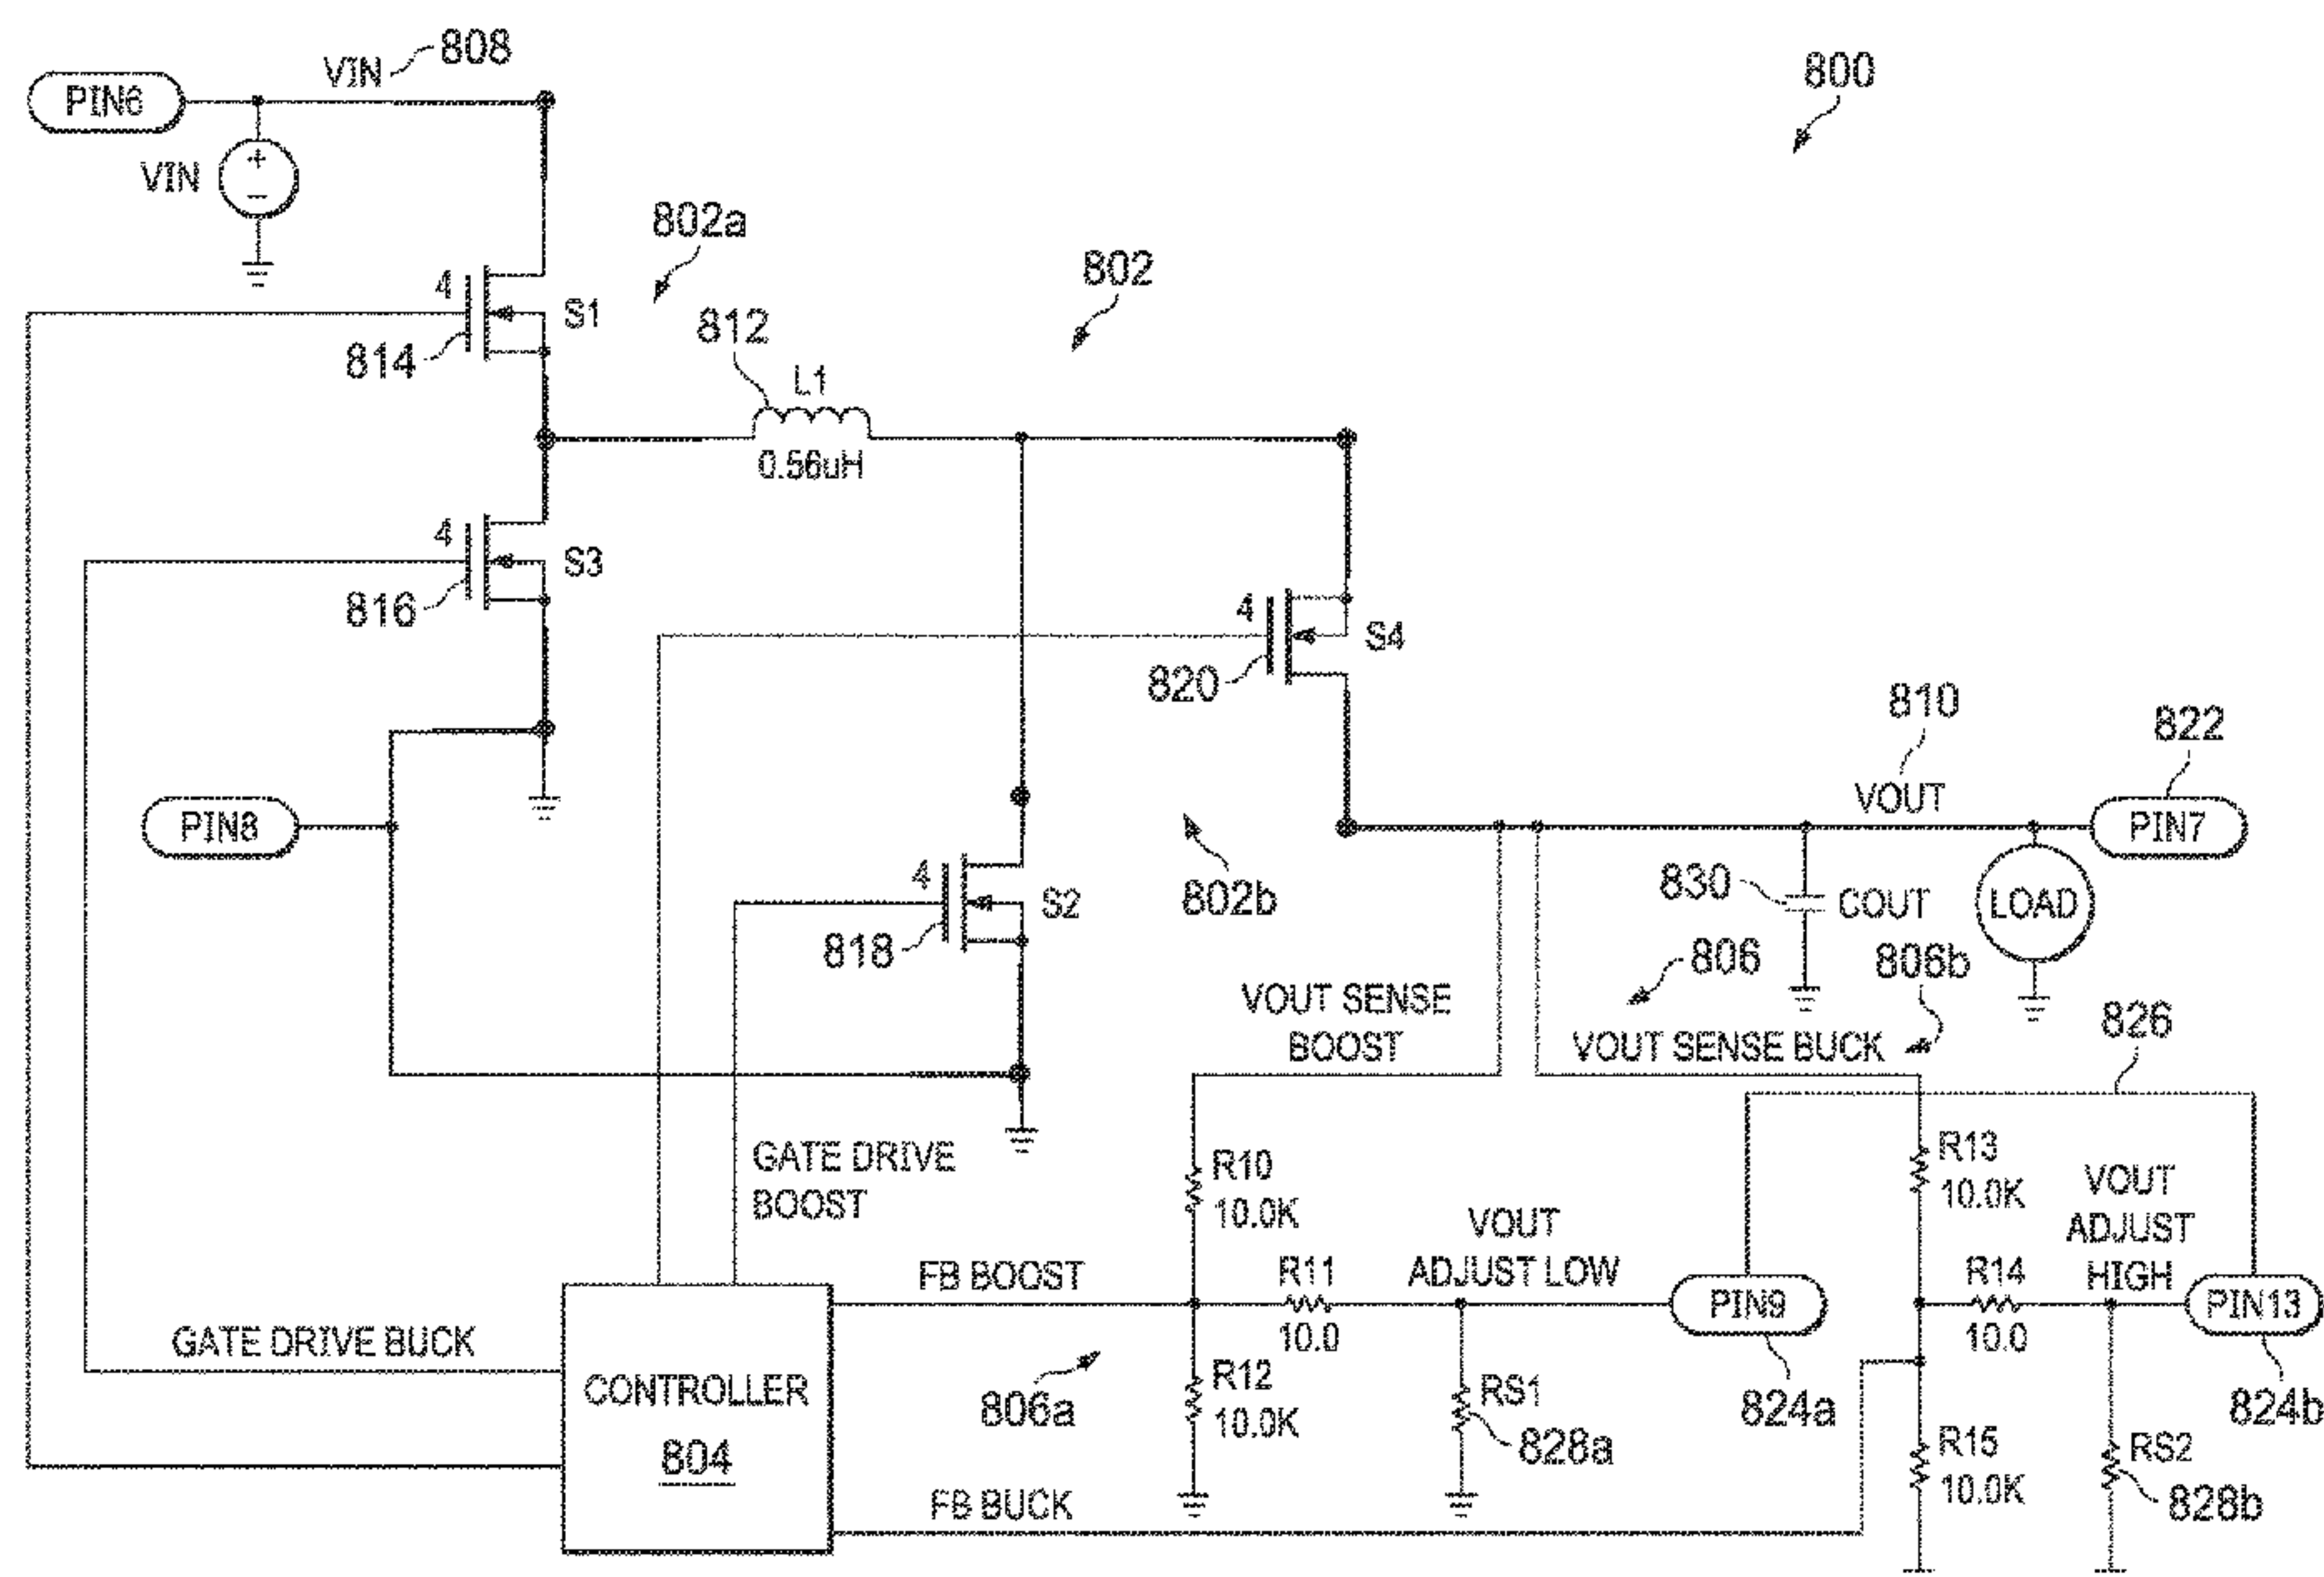 808
VIN
PIN6
800
VIN
802a
802
4
S1
814
812
L1
0.56uH
4
S3
816
4
S4
820
810
822
VOUT
PIN7
PIN8
4
S2
818
802b
830
COUT
LOAD
806
806b
VOUT SENSE
BOOST
VOUT SENSE BUCK
826
GATE DRIVE
BOOST
R10
10.0K
R13
10.0K
VOUT
ADJUST
HIGH
VOUT
ADJUST LOW
FB BOOST
R11
10.0
PIN9
R14
10.0
PIN13
GATE DRIVE BUCK
CONTROLLER
804
806a
R12
10.0K
RS1
828a
824a
824b
R15
10.0K
RS2
828b
FB BUCK